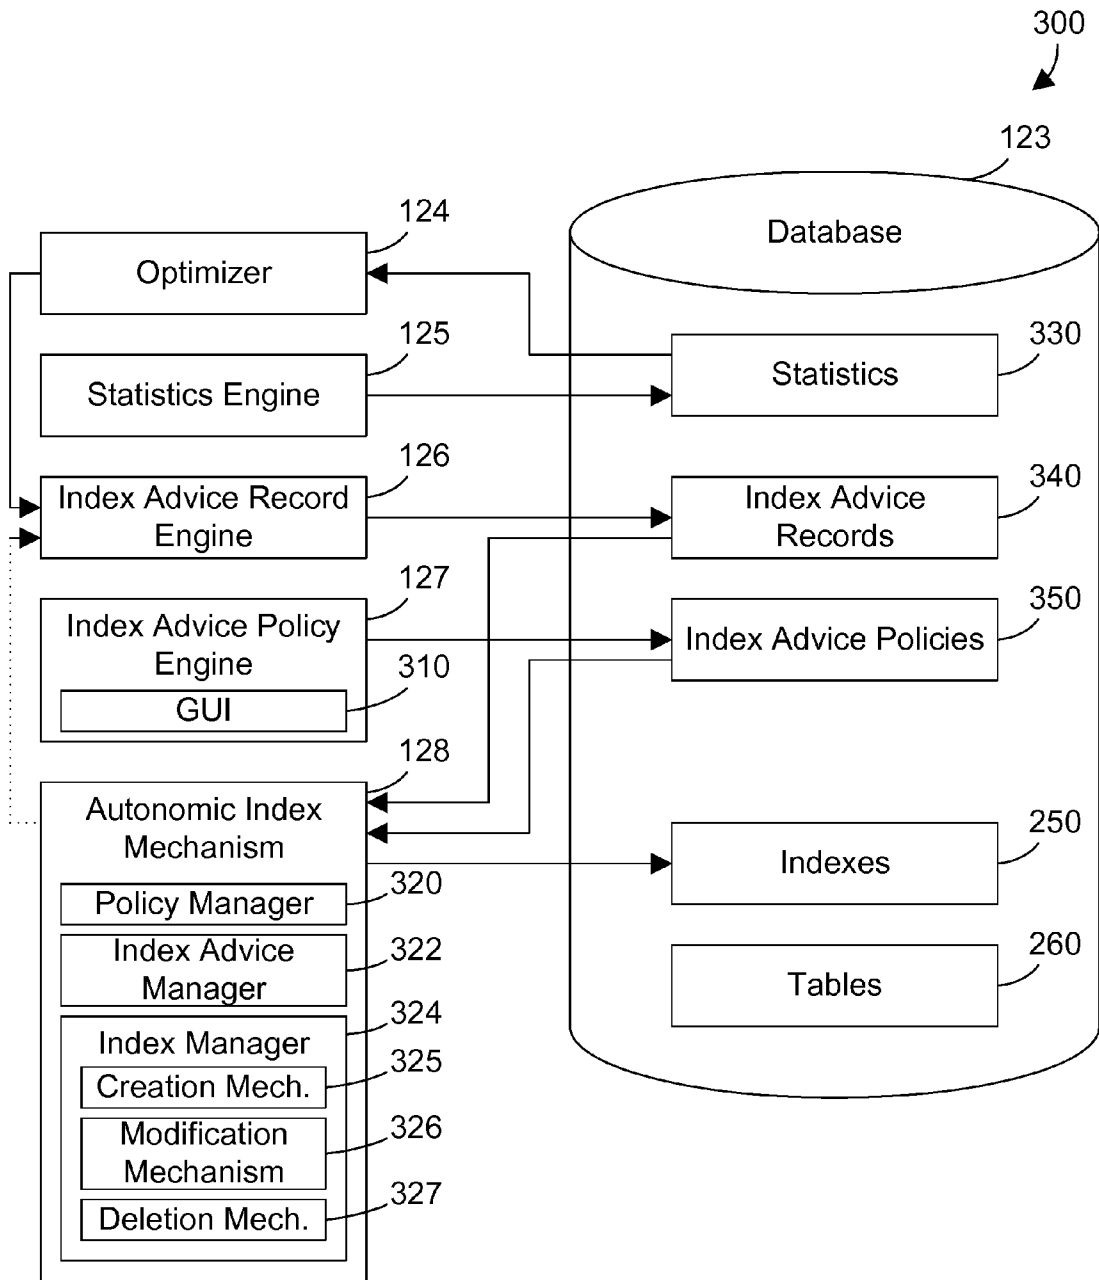 300
123
Database
124
Optimizer
125
Statistics Engine
330
Statistics
126
Index Advice Record
Engine
340
Index Advice
Records
127
Index Advice Policy
Engine
310
GUI
350
Index Advice Policies
128
Autonomic Index
Mechanism
320
Policy Manager
250
Indexes
Index Advice
Manager
322
260
Tables
324
Index Manager
325
Creation Mech.
Modification
Mechanism
326
327
Deletion Mech.